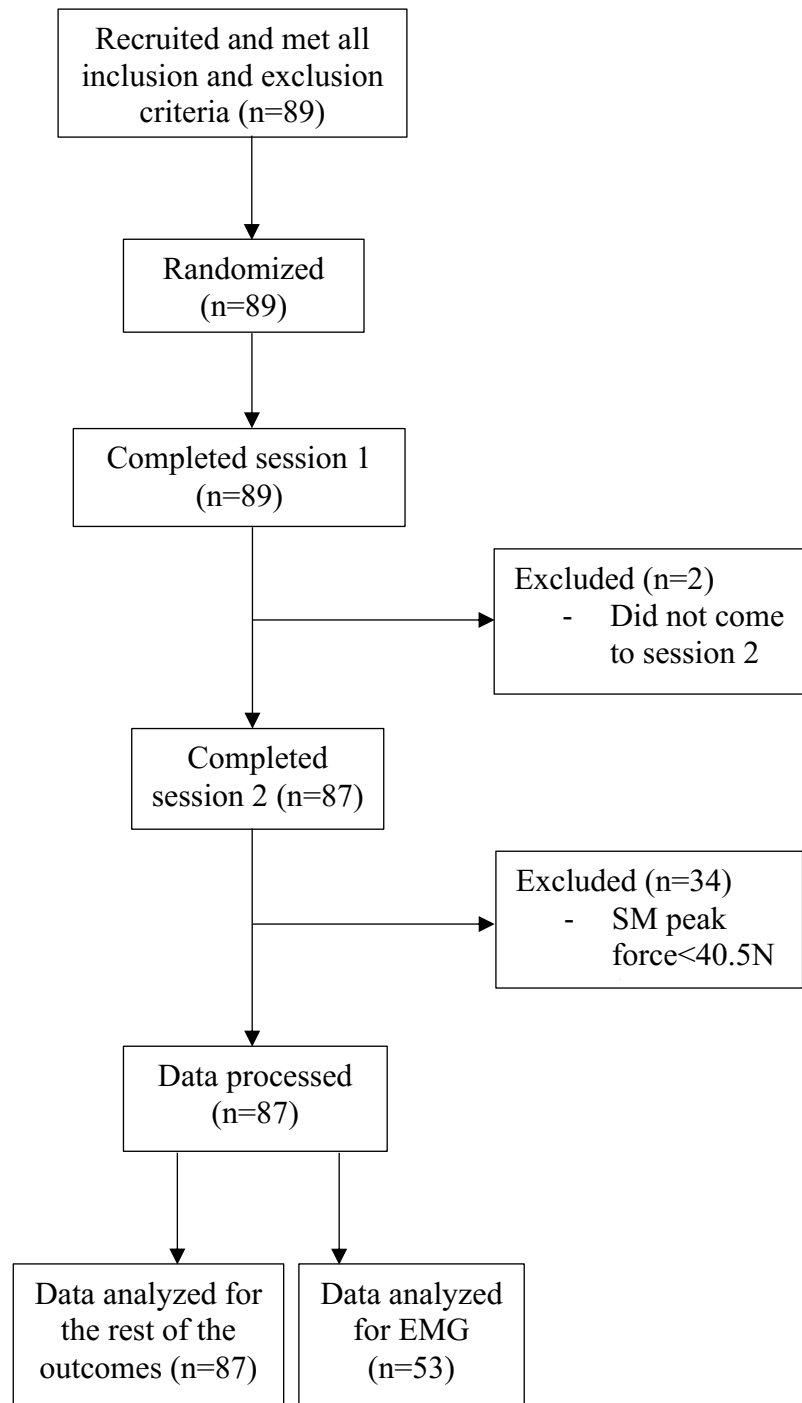 Recruited and met all
inclusion and exclusion
criteria (n=89)
Randomized
(n=89)
Completed session 1
(n=89)
Excluded (n=2)
- Did not come
to session 2
Completed
session 2 (n=87)
Excluded (n=34)
- SM peak
force<40.5N
Data processed
(n=87)
Data analyzed for
the rest of the
outcomes (n=87)
Data analyzed
for EMG
(n=53)